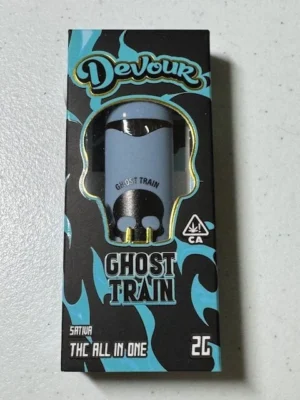 Devour
GHOST TRAIN
CA
GHOST
TRAIN
SATIVA
THC ALL IN ONE
2G